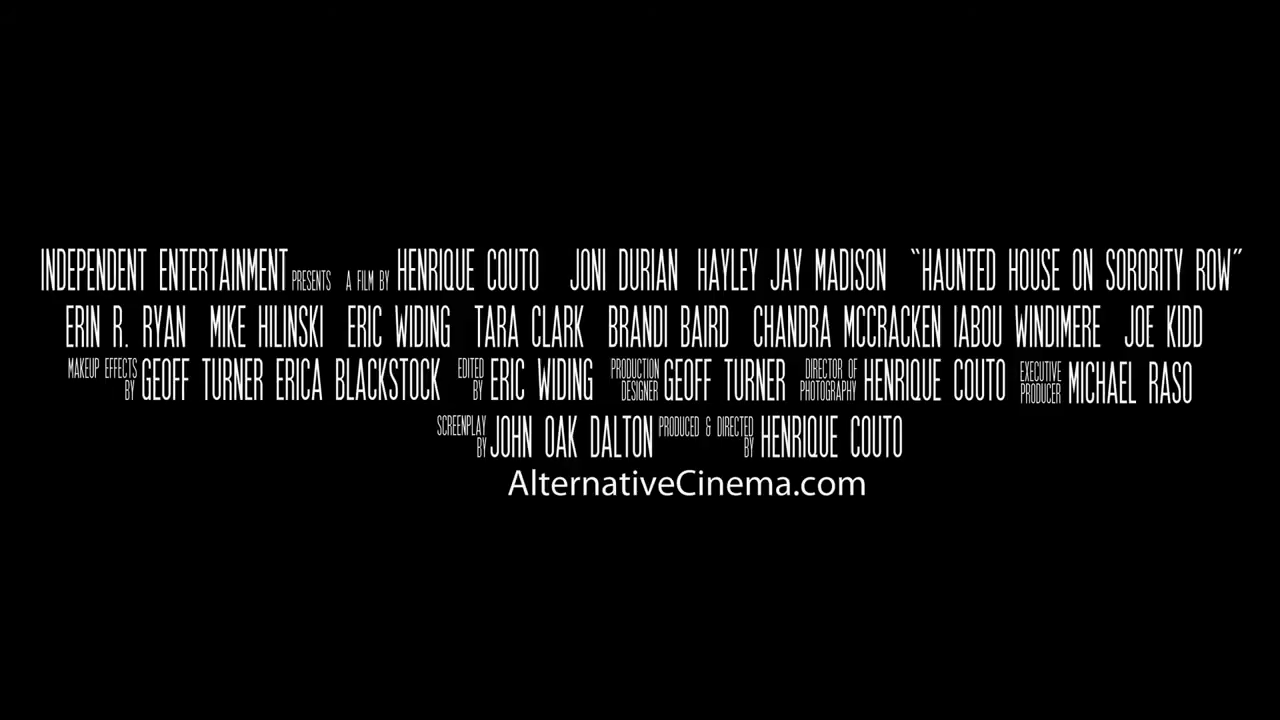 INDEPENDENT ENTERTAINMENT PRESENTS A FILM BY HENRIQUE COUTO JONI DURIAN HAYLEY JAY MADISON “HAUNTED HOUSE ON SORORITY ROW”
ERIN R. RYAN MIKE HILINSKI ERIC WIDING TARA CLARK BRANDI BAIRD CHANDRA MCCRACKEN IABOU WINDIMERE JOE KIDD
MAKEUP EFFECTS BY GEOFF TURNER ERICA BLACKSTOCK EDITED BY ERIC WIDING PRODUCTION DESIGNER GEOFF TURNER DIRECTOR OF PHOTOGRAPHY HENRIQUE COUTO EXECUTIVE PRODUCER MICHAEL RASO
SCREENPLAY BY JOHN OAK DALTON PRODUCED & DIRECTED BY HENRIQUE COUTO
AlternativeCinema.com